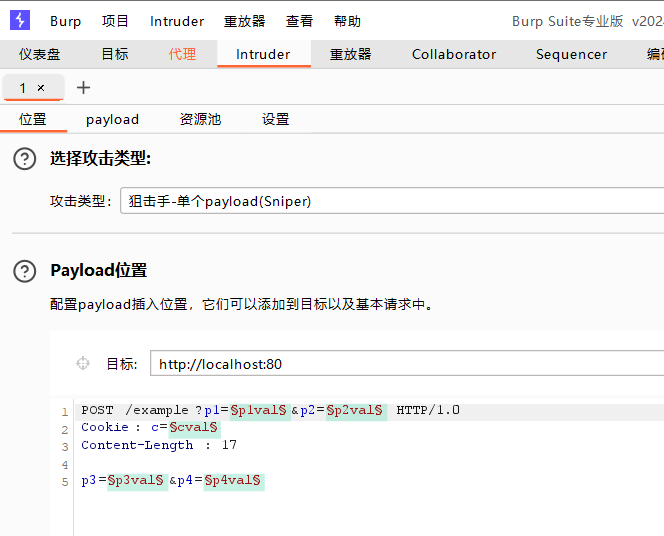 Burp 项目 Intruder 重放器 查看 帮助 Burp Suite专业版 v202
仪表盘 目标 代理 Intruder 重放器 Collaborator Sequencer 编
1 × +
位置 payload 资源池 设置
? 选择攻击类型:
攻击类型: 狙击手-单个payload(Sniper)
? Payload位置
配置payload插入位置，它们可以添加到目标以及基本请求中。
目标: http://localhost:80
1 POST /example?p1=§p1val§&p2=§p2val§ HTTP/1.0
2 Cookie: c=§cval§
3 Content-Length: 17
4
5 p3=§p3val§&p4=§p4val§